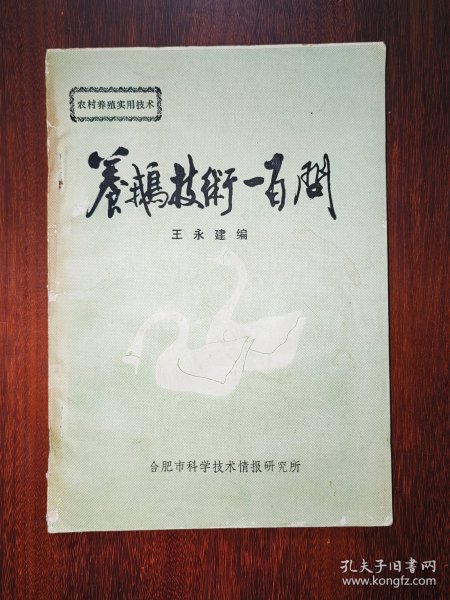 农村养殖实用技术
養鹅技術一百問
王永建编
合肥市科学技术情报研究所
孔夫子旧书网
www.kongfz.com